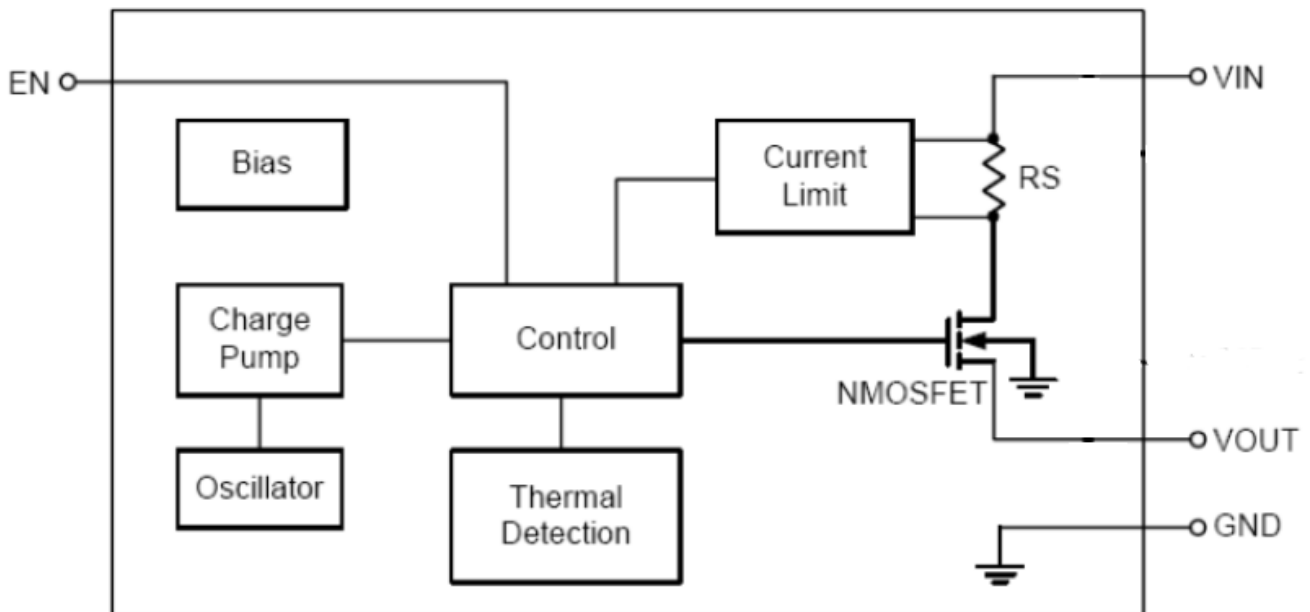 EN
VIN
Bias
Current
Limit
RS
Charge
Pump
Control
NMOSFET
VOUT
Oscillator
Thermal
Detection
GND